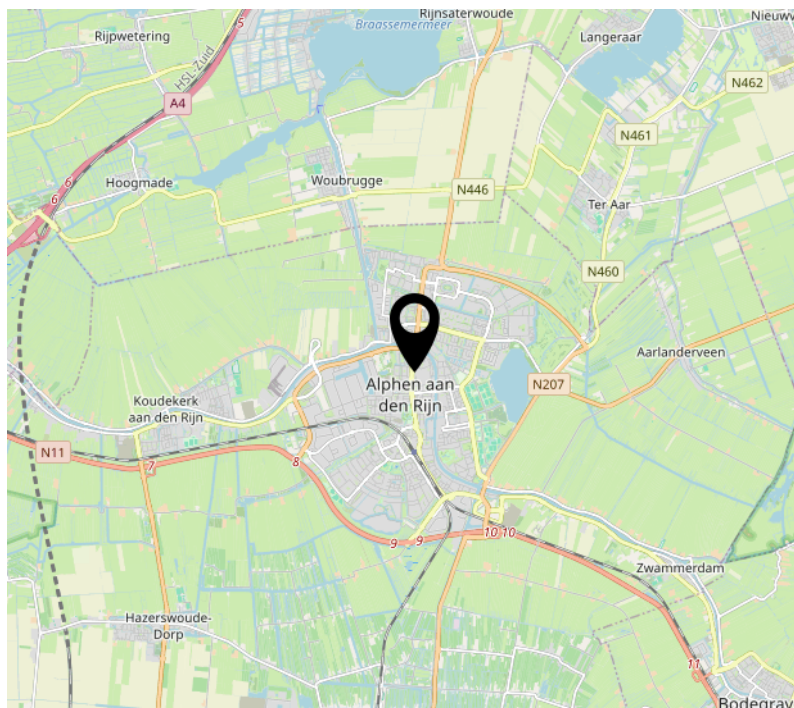 Rijnsaterwoude
Nieuwv
Braassemermeer
5
Rijpwetering
Langeraar
HSL-Zuid
N462
A4
N461
6
6
Hoogmade
Woubrugge
N446
Ter Aar
N460
Aarlanderveen
Alphen aan
den Rijn
N207
Koudekerk
aan den Rijn
N11
7
8
9
9
10
10
Zwammerdam
Hazerswoude-
Dorp
11
Bodegrav